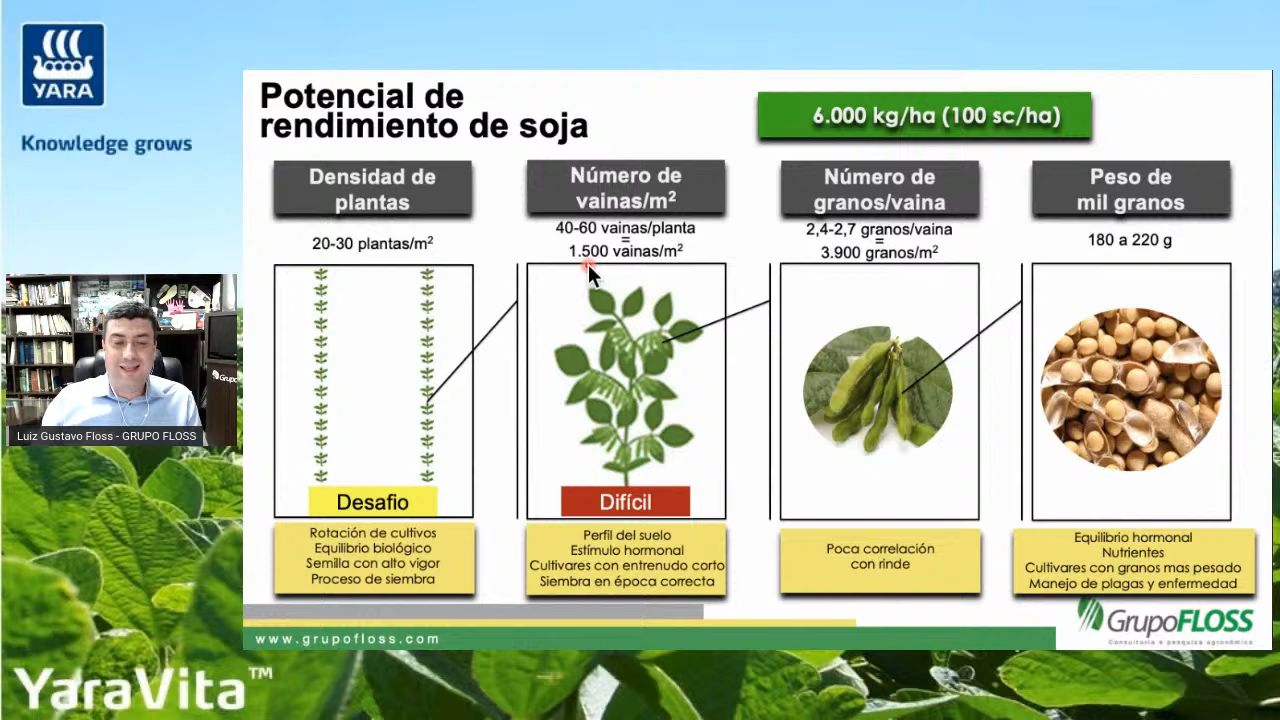 YARA
Knowledge grows
Potencial de
rendimiento de soja
6.000 kg/ha (100 sc/ha)
Densidad de
plantas
20-30 plantas/m²
Desafio
Rotación de cultivos
Equilibrio biológico
Semilla con alto vigor
Proceso de siembra
Número de
vainas/m²
40-60 vainas/planta
=
1.500 vainas/m²
Difícil
Perfil del suelo
Estímulo hormonal
Cultivares con entrenudo corto
Siembra en época correcta
Número de
granos/vaina
2,4-2,7 granos/vaina
=
3.900 granos/m²
Poca correlación
con rinde
Peso de
mil granos
180 a 220 g
Equilibrio hormonal
Nutrientes
Cultivares con granos mas pesado
Manejo de plagas y enfermedad
Grupo
Luiz Gustavo Floss - GRUPO FLOSS
www.grupofloss.com
GrupoFLOSS
Consultoria e pesquisa agronômica
YaraVita™